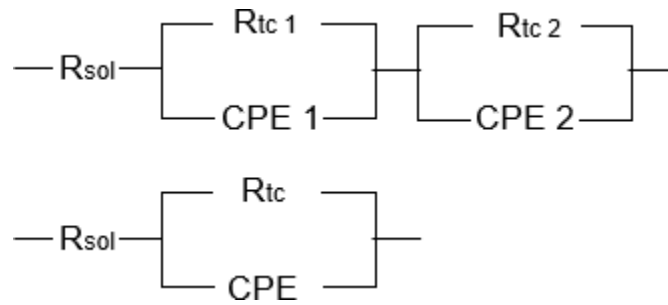 Rtc 1 Rtc 2
Rsol
CPE 1 CPE 2
Rtc
Rsol
CPE